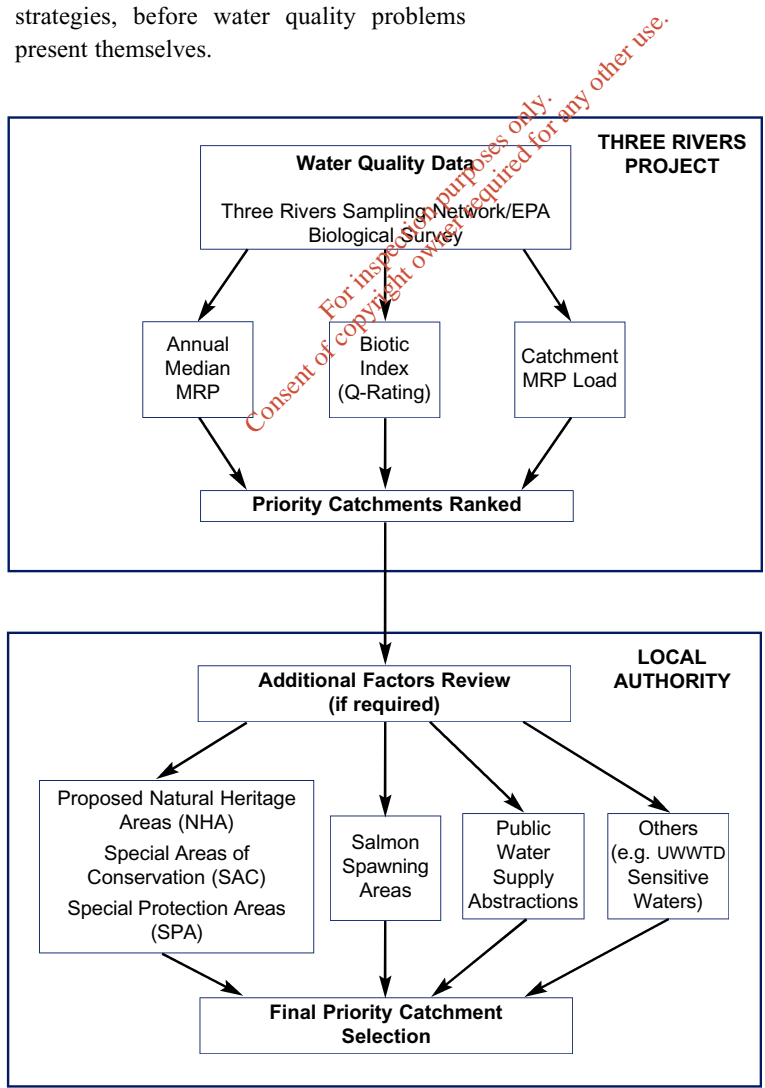 strategies, before water quality problems
present themselves.
THREE RIVERS
PROJECT
Water Quality Data
Three Rivers Sampling Network/EPA
Biological Survey
Annual
Median
MRP
Biotic
Index
(Q-Rating)
Catchment
MRP Load
Priority Catchments Ranked
LOCAL
AUTHORITY
Additional Factors Review
(if required)
Proposed Natural Heritage
Areas (NHA)
Special Areas of
Conservation (SAC)
Special Protection Areas
(SPA)
Salmon
Spawning
Areas
Public
Water
Supply
Abstractions
Others
(e.g. UWWTD
Sensitive
Waters)
Final Priority Catchment
Selection
For inspection purposes only.
Consent of copyright owner required for any other use.